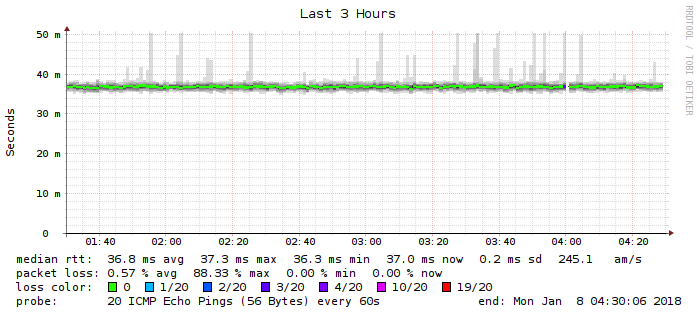 Last 3 Hours
RRDTOOL / TOBI OETIKER
Seconds
50 m
40 m
30 m
20 m
10 m
0
01:40 02:00 02:20 02:40 03:00 03:20 03:40 04:00 04:20
median rtt: 36.8 ms avg 37.3 ms max 36.3 ms min 37.0 ms now 0.2 ms sd 245.1 am/s
packet loss: 0.57 % avg 88.33 % max 0.00 % min 0.00 % now
loss color: 0 1/20 2/20 3/20 4/20 10/20 19/20
probe: 20 ICMP Echo Pings (56 Bytes) every 60s end: Mon Jan 8 04:30:06 2018